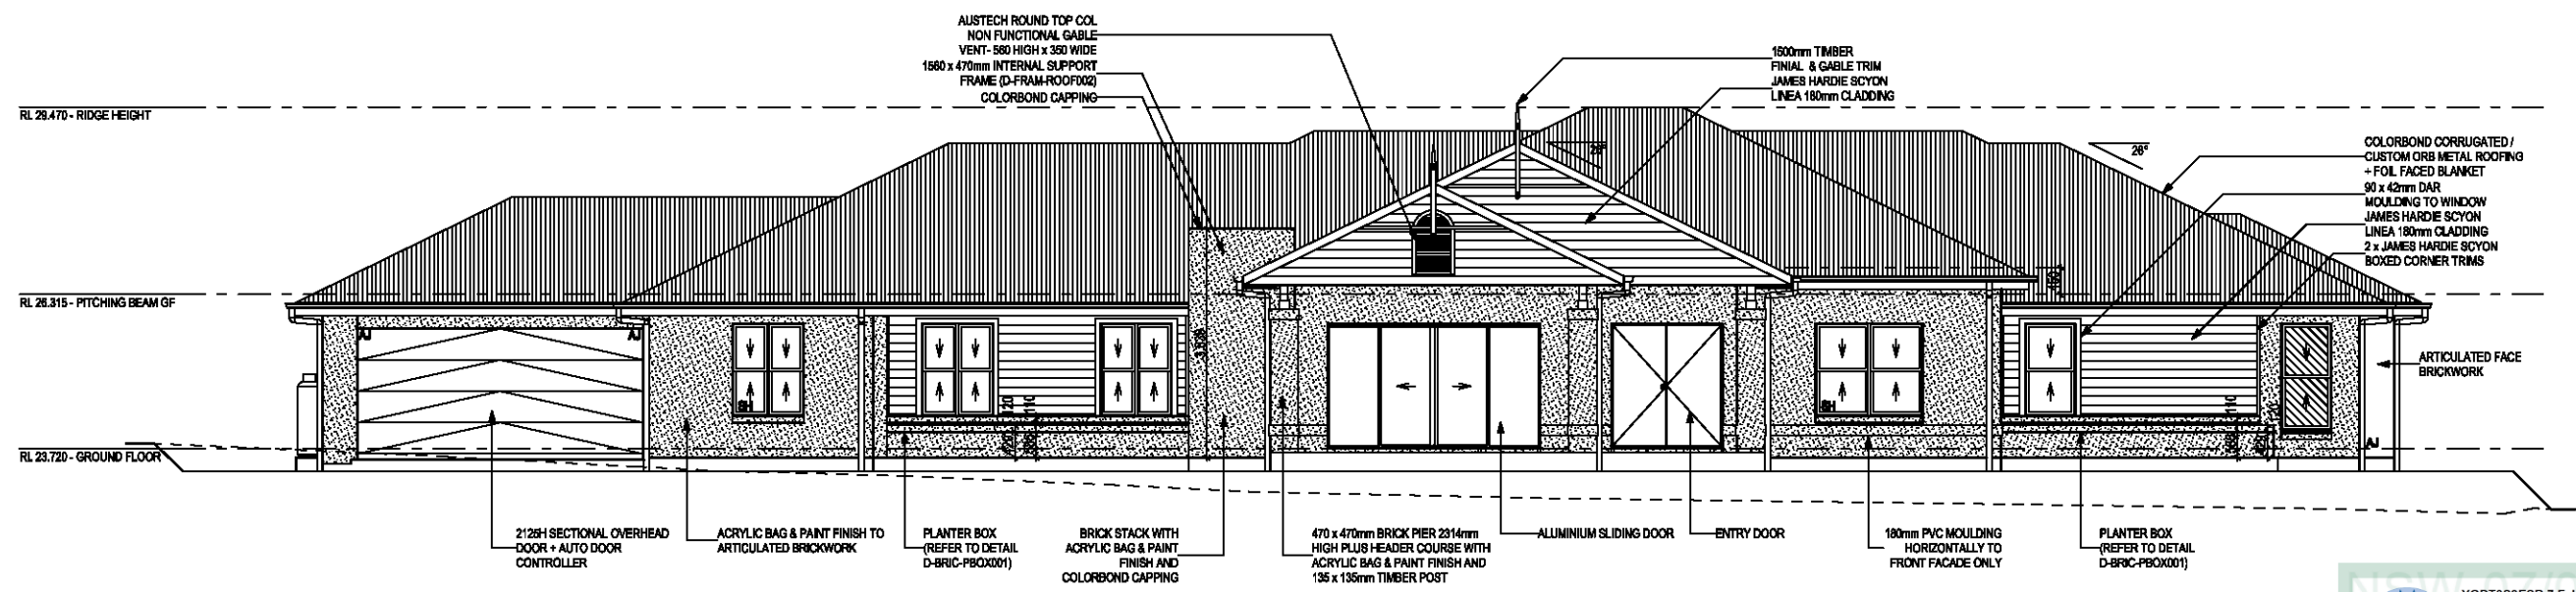 AUSTECH ROUND TOP COL
NON FUNCTIONAL GABLE
VENT- 560 HIGH x 350 WIDE
1560 x 470mm INTERNAL SUPPORT
FRAME (D-FRAM-ROOF002)
COLORBOND CAPPING
1500mm TIMBER
FINIAL & GABLE TRIM
JAMES HARDIE SCYON
LINEA 180mm CLADDING
RL 29.470 - RIDGE HEIGHT
26°
26°
COLORBOND CORRUGATED /
CUSTOM ORB METAL ROOFING
+ FOIL FACED BLANKET
90 x 42mm DAR
MOULDING TO WINDOW
JAMES HARDIE SCYON
LINEA 180mm CLADDING
2 x JAMES HARDIE SCYON
BOXED CORNER TRIMS
RL 26.315 - PITCHING BEAM GF
450
AJ
AJ
ARTICULATED FACE
BRICKWORK
SH
120
110
SH
110
120
AJ
RL 23.720 - GROUND FLOOR
2125H SECTIONAL OVERHEAD
DOOR + AUTO DOOR
CONTROLLER
ACRYLIC BAG & PAINT FINISH TO
ARTICULATED BRICKWORK
PLANTER BOX
(REFER TO DETAIL
D-BRIC-PBOX001)
BRICK STACK WITH
ACRYLIC BAG & PAINT
FINISH AND
COLORBOND CAPPING
470 x 470mm BRICK PIER 2314mm
HIGH PLUS HEADER COURSE WITH
ACRYLIC BAG & PAINT FINISH AND
135 x 135mm TIMBER POST
ALUMINIUM SLIDING DOOR
ENTRY DOOR
180mm PVC MOULDING
HORIZONTALLY TO
FRONT FACADE ONLY
PLANTER BOX
(REFER TO DETAIL
D-BRIC-PBOX001)